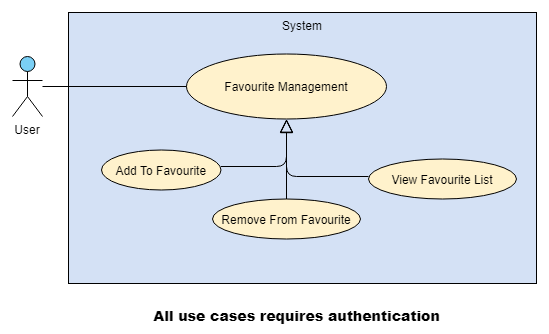 System
Favourite Management
User
Add To Favourite
View Favourite List
Remove From Favourite
All use cases requires authentication